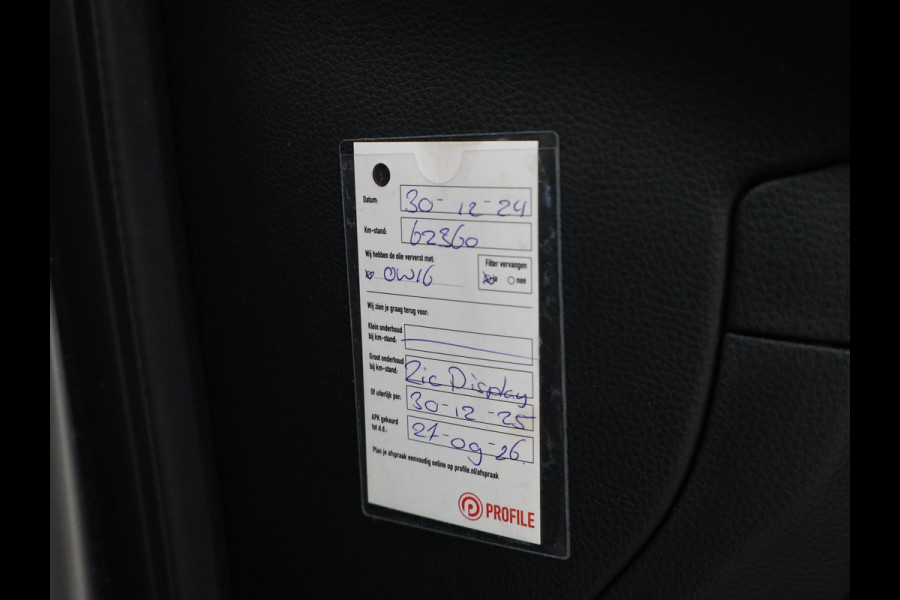 Datum: 30-12-24
Km-stand: 62360
Wij hebben de olie ververst met: Filter vervangen
0W16 ja nee
Wij zien je graag terug voor:
Klein onderhoud
bij km-stand:
Groot onderhoud
bij km-stand: Zie Display
Of uiterlijk per: 30-12-25
APK gekeurd
tot d.d.: 27-09-26
Plan je afspraak eenvoudig online op profile.nl/afspraak
PROFILE